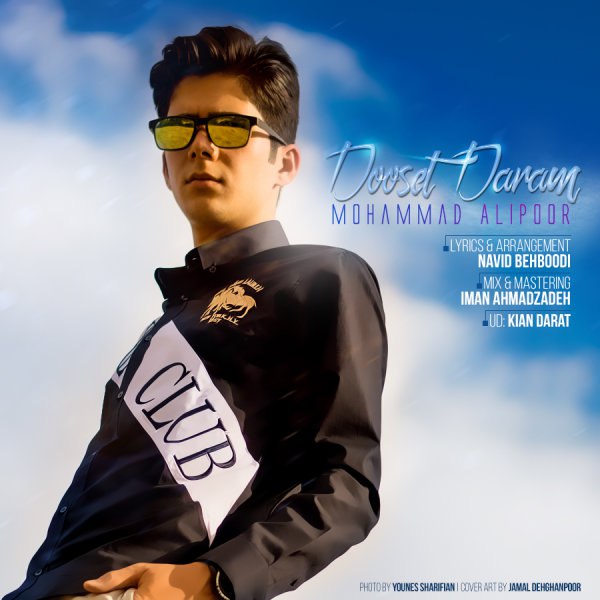 Dooset Daram
MOHAMMAD ALIPOOR
LYRICS & ARRANGEMENT
NAVID BEHBOODI
MIX & MASTERING
IMAN AHMADZADEH
UD: KIAN DARAT
CLUB
PHOTO BY YOUNES SHARIFIAN | COVER ART BY JAMAL DEHGHANPOOR